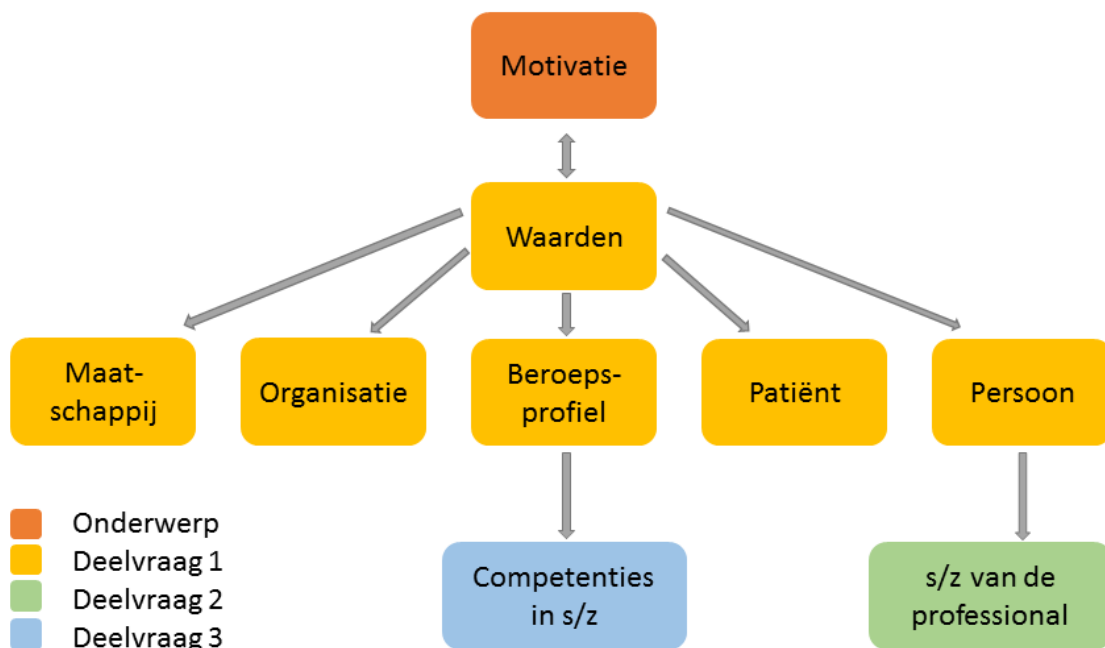 Motivatie
Waarden
Maat-
schappij
Organisatie
Beroeps-
profiel
Patiënt
Persoon
Onderwerp
Deelvraag 1
Deelvraag 2
Deelvraag 3
Competenties
in s/z
s/z van de
professional